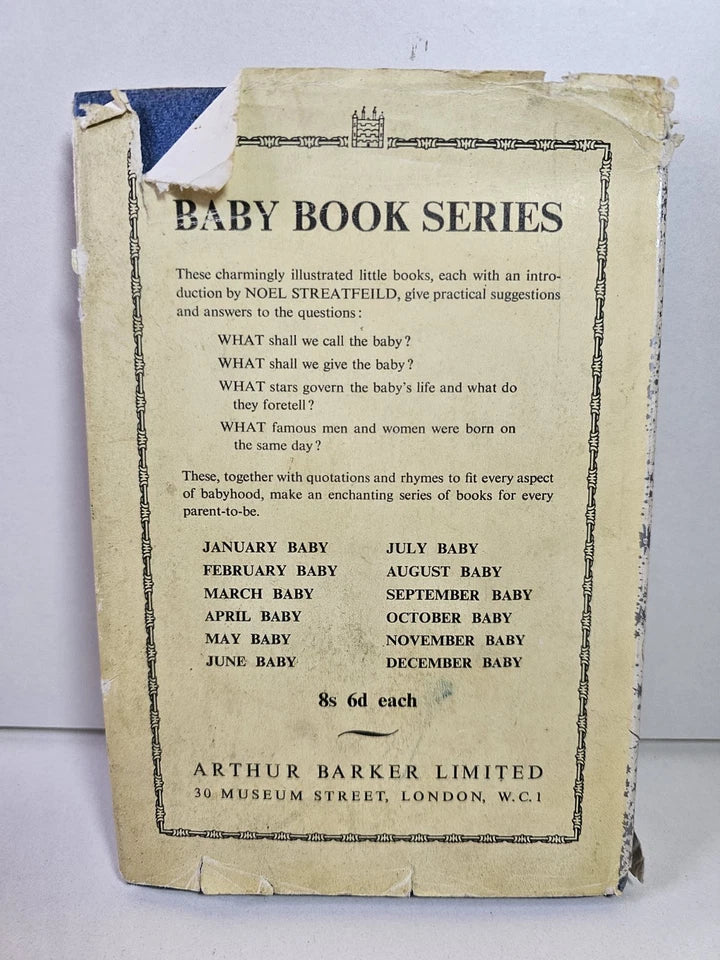 BABY BOOK SERIES
These charmingly illustrated little books, each with an intro-
duction by NOEL STREATFEILD, give practical suggestions
and answers to the questions:
WHAT shall we call the baby?
WHAT shall we give the baby?
WHAT stars govern the baby's life and what do
they foretell?
WHAT famous men and women were born on
the same day?
These, together with quotations and rhymes to fit every aspect
of babyhood, make an enchanting series of books for every
parent-to-be.
JANUARY BABY
FEBRUARY BABY
MARCH BABY
APRIL BABY
MAY BABY
JUNE BABY
JULY BABY
AUGUST BABY
SEPTEMBER BABY
OCTOBER BABY
NOVEMBER BABY
DECEMBER BABY
8s 6d each
ARTHUR BARKER LIMITED
30 MUSEUM STREET, LONDON, W.C.1